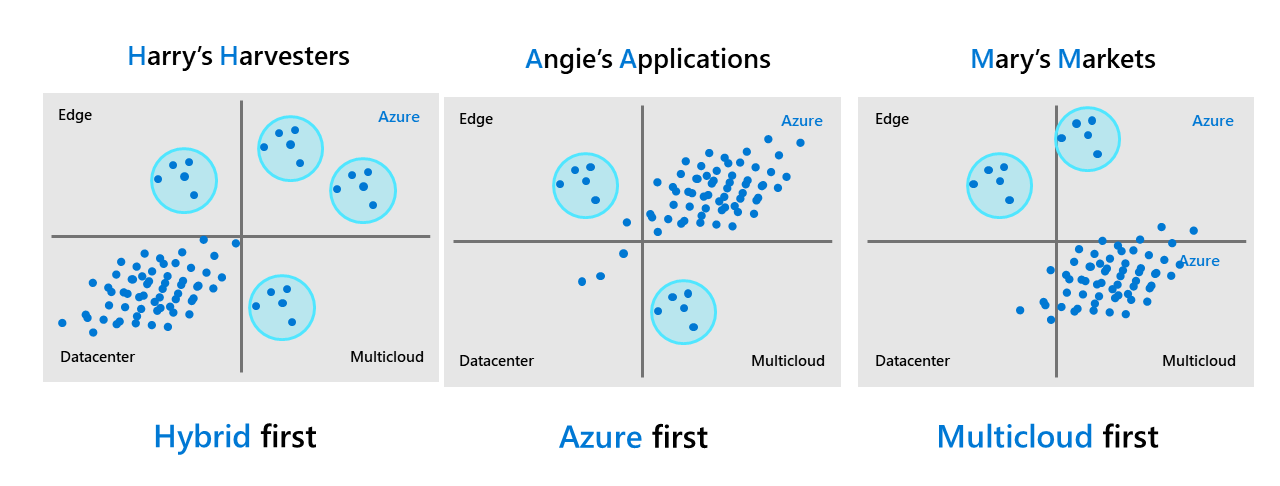 Harry's Harvesters
Edge
Azure
Datacenter
Multicloud
Hybrid first
Angie's Applications
Edge
Azure
Datacenter
Multicloud
Azure first
Mary's Markets
Edge
Azure
Azure
Datacenter
Multicloud
Multicloud first